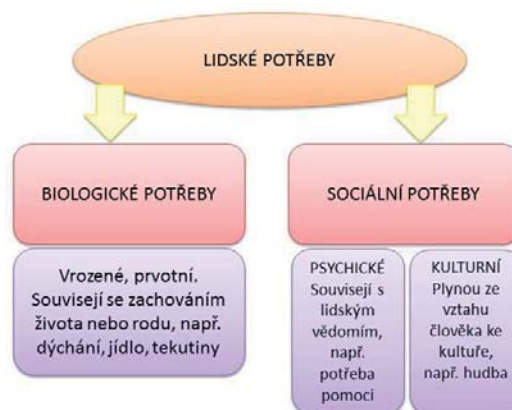 LIDSKÉ POTŘEBY
BIOLOGICKÉ POTŘEBY
Vrozené, prvotní.
Souvisejí se zachováním
života nebo rodu, např.
dýchání, jídlo, tekutiny
SOCIÁLNÍ POTŘEBY
PSYCHICKÉ
Souvisejí s
lidským
vědomím,
např.
potřeba
pomoci
KULTURNÍ
Plynou ze
vztahu
člověka ke
kultuře,
např. hudba